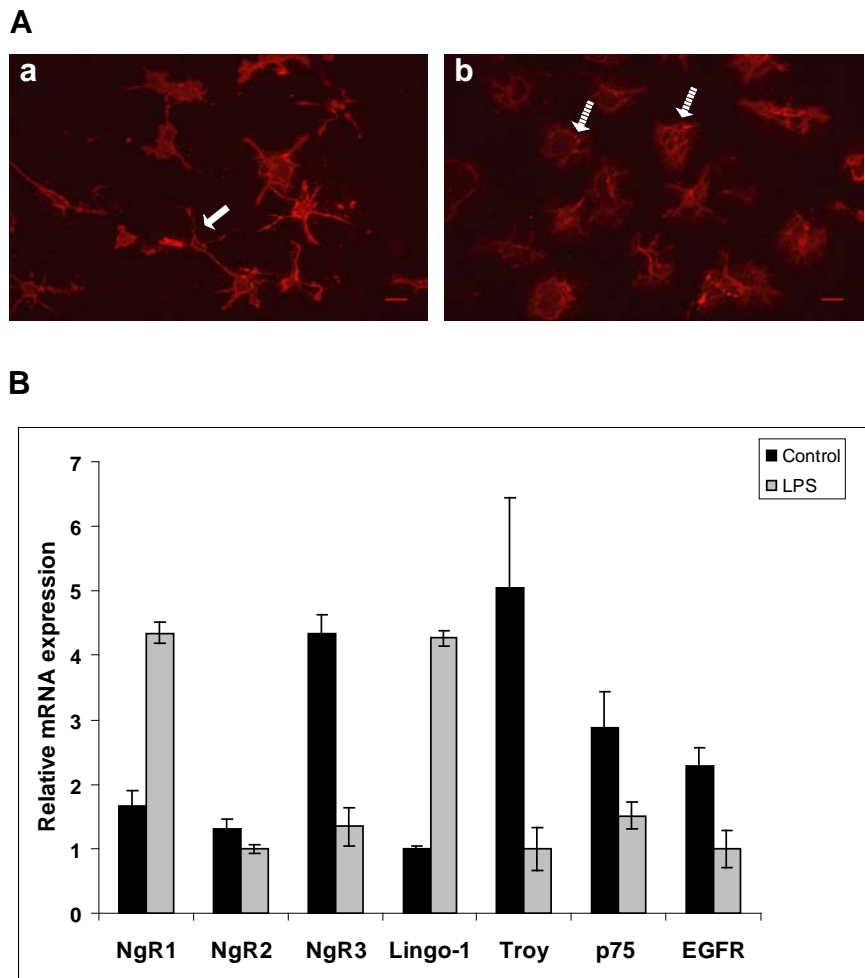 A
a
b
B
Control
LPS
Relative mRNA expression
7
6
5
4
3
2
1
0
NgR1 NgR2 NgR3 Lingo-1 Troy p75 EGFR